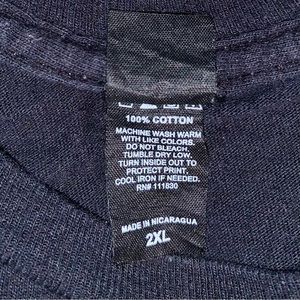 100% COTTON
MACHINE WASH WARM
WITH LIKE COLORS.
DO NOT BLEACH.
TUMBLE DRY LOW.
TURN INSIDE OUT TO
PROTECT PRINT.
COOL IRON IF NEEDED.
RN# 111830
MADE IN NICARAGUA
2XL